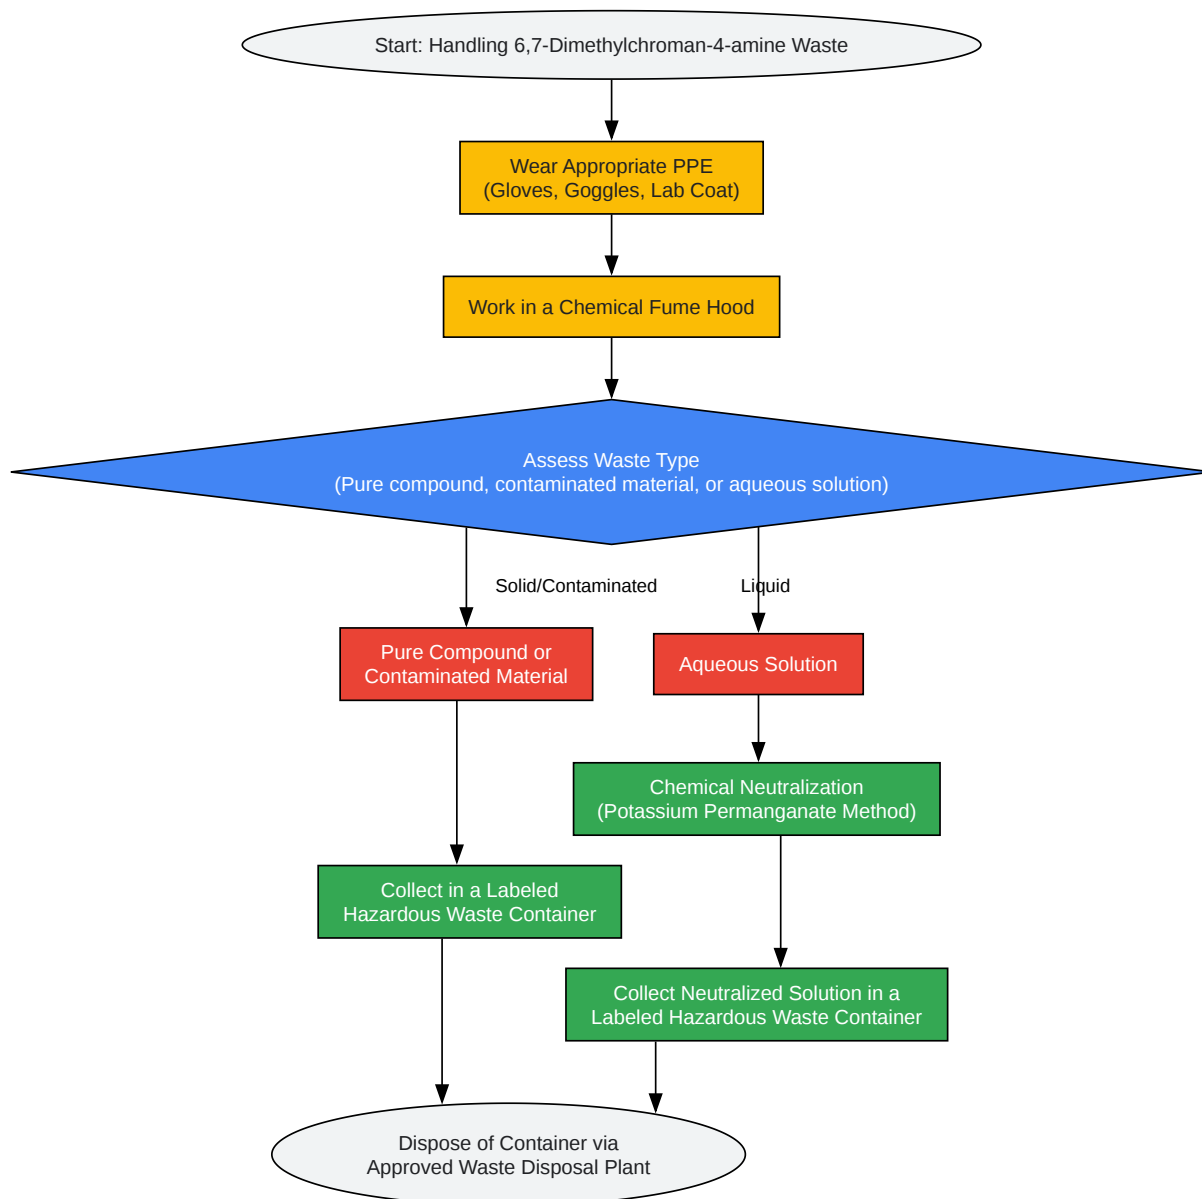 Start: Handling 6,7-Dimethylchroman-4-amine Waste
Wear Appropriate PPE
(Gloves, Goggles, Lab Coat)
Work in a Chemical Fume Hood
Assess Waste Type
(Pure compound, contaminated material, or aqueous solution)
Solid/Contaminated
Liquid
Pure Compound or
Contaminated Material
Aqueous Solution
Chemical Neutralization
(Potassium Permanganate Method)
Collect in a Labeled
Hazardous Waste Container
Collect Neutralized Solution in a
Labeled Hazardous Waste Container
Dispose of Container via
Approved Waste Disposal Plant